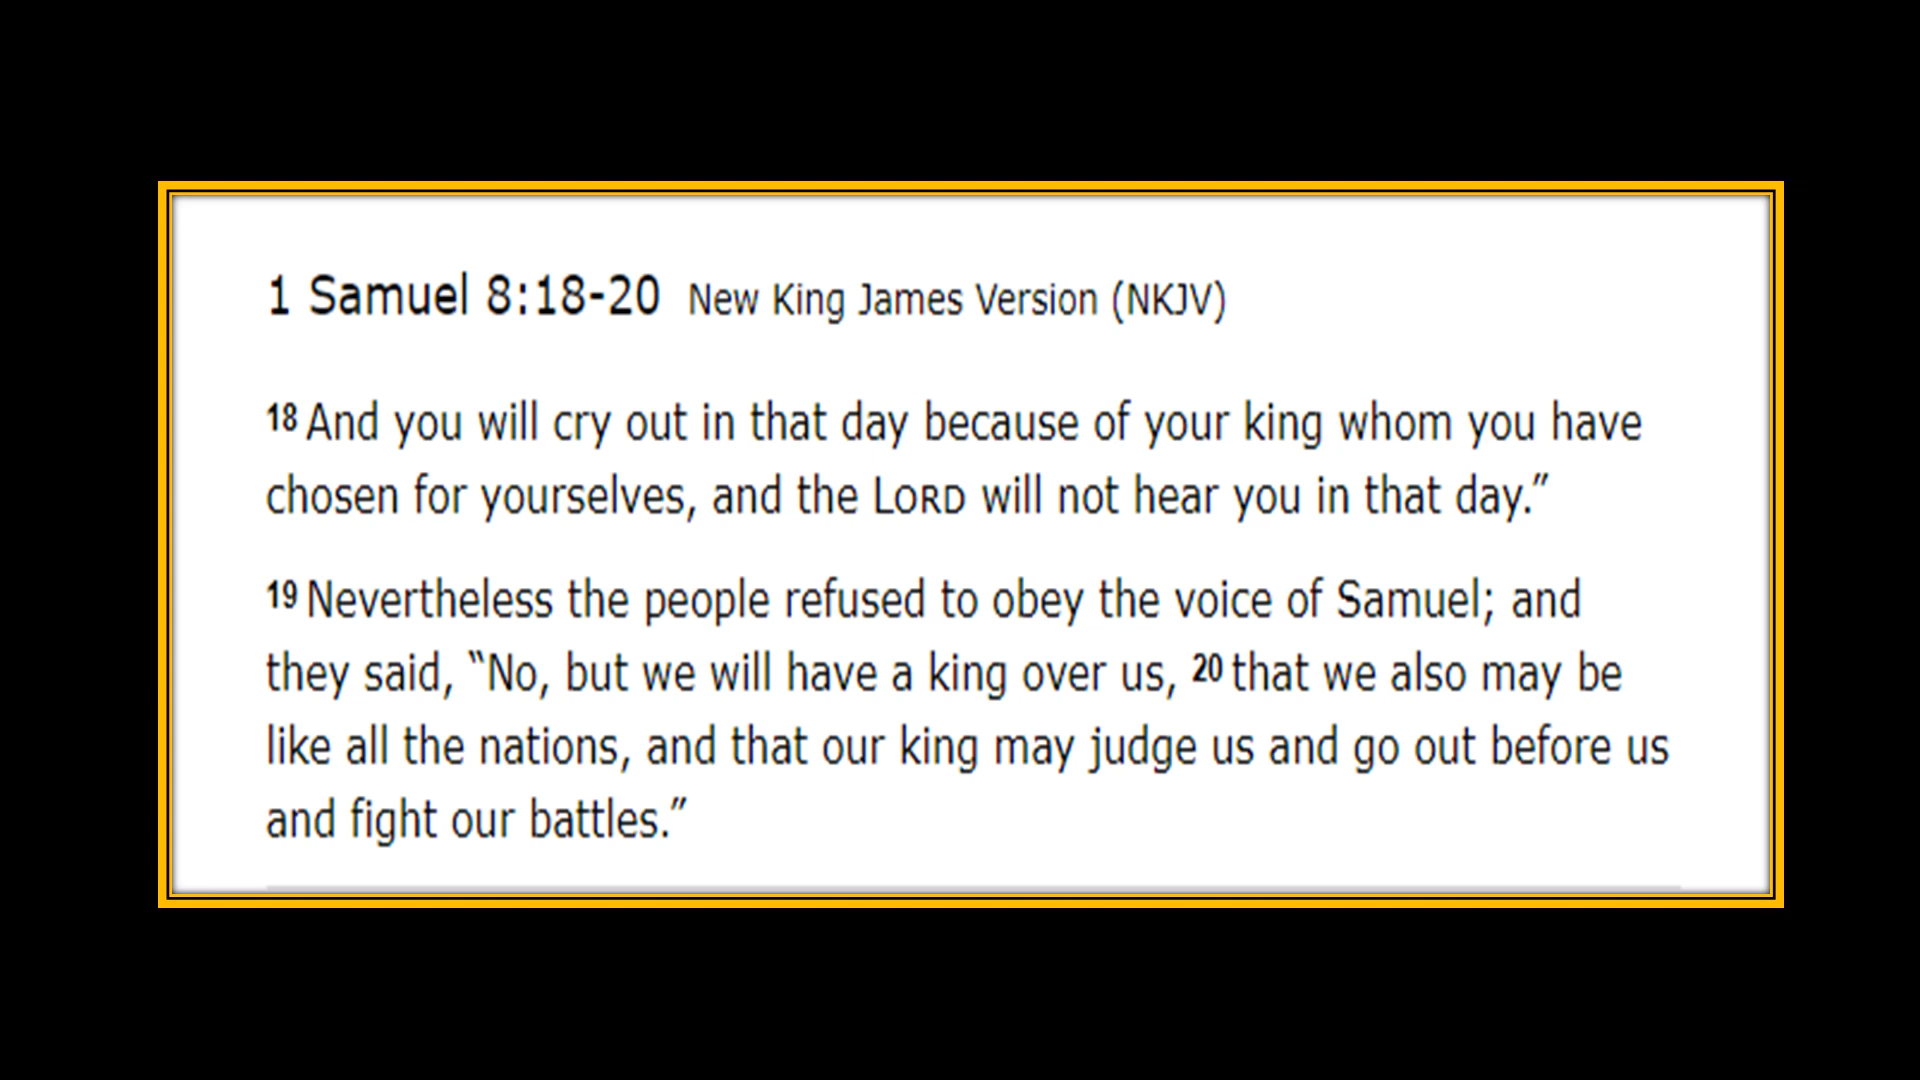 1 Samuel 8:18-20 New King James Version (NKJV)
18 And you will cry out in that day because of your king whom you have
chosen for yourselves, and the LORD will not hear you in that day.”
19 Nevertheless the people refused to obey the voice of Samuel; and
they said, “No, but we will have a king over us, 20 that we also may be
like all the nations, and that our king may judge us and go out before us
and fight our battles.”